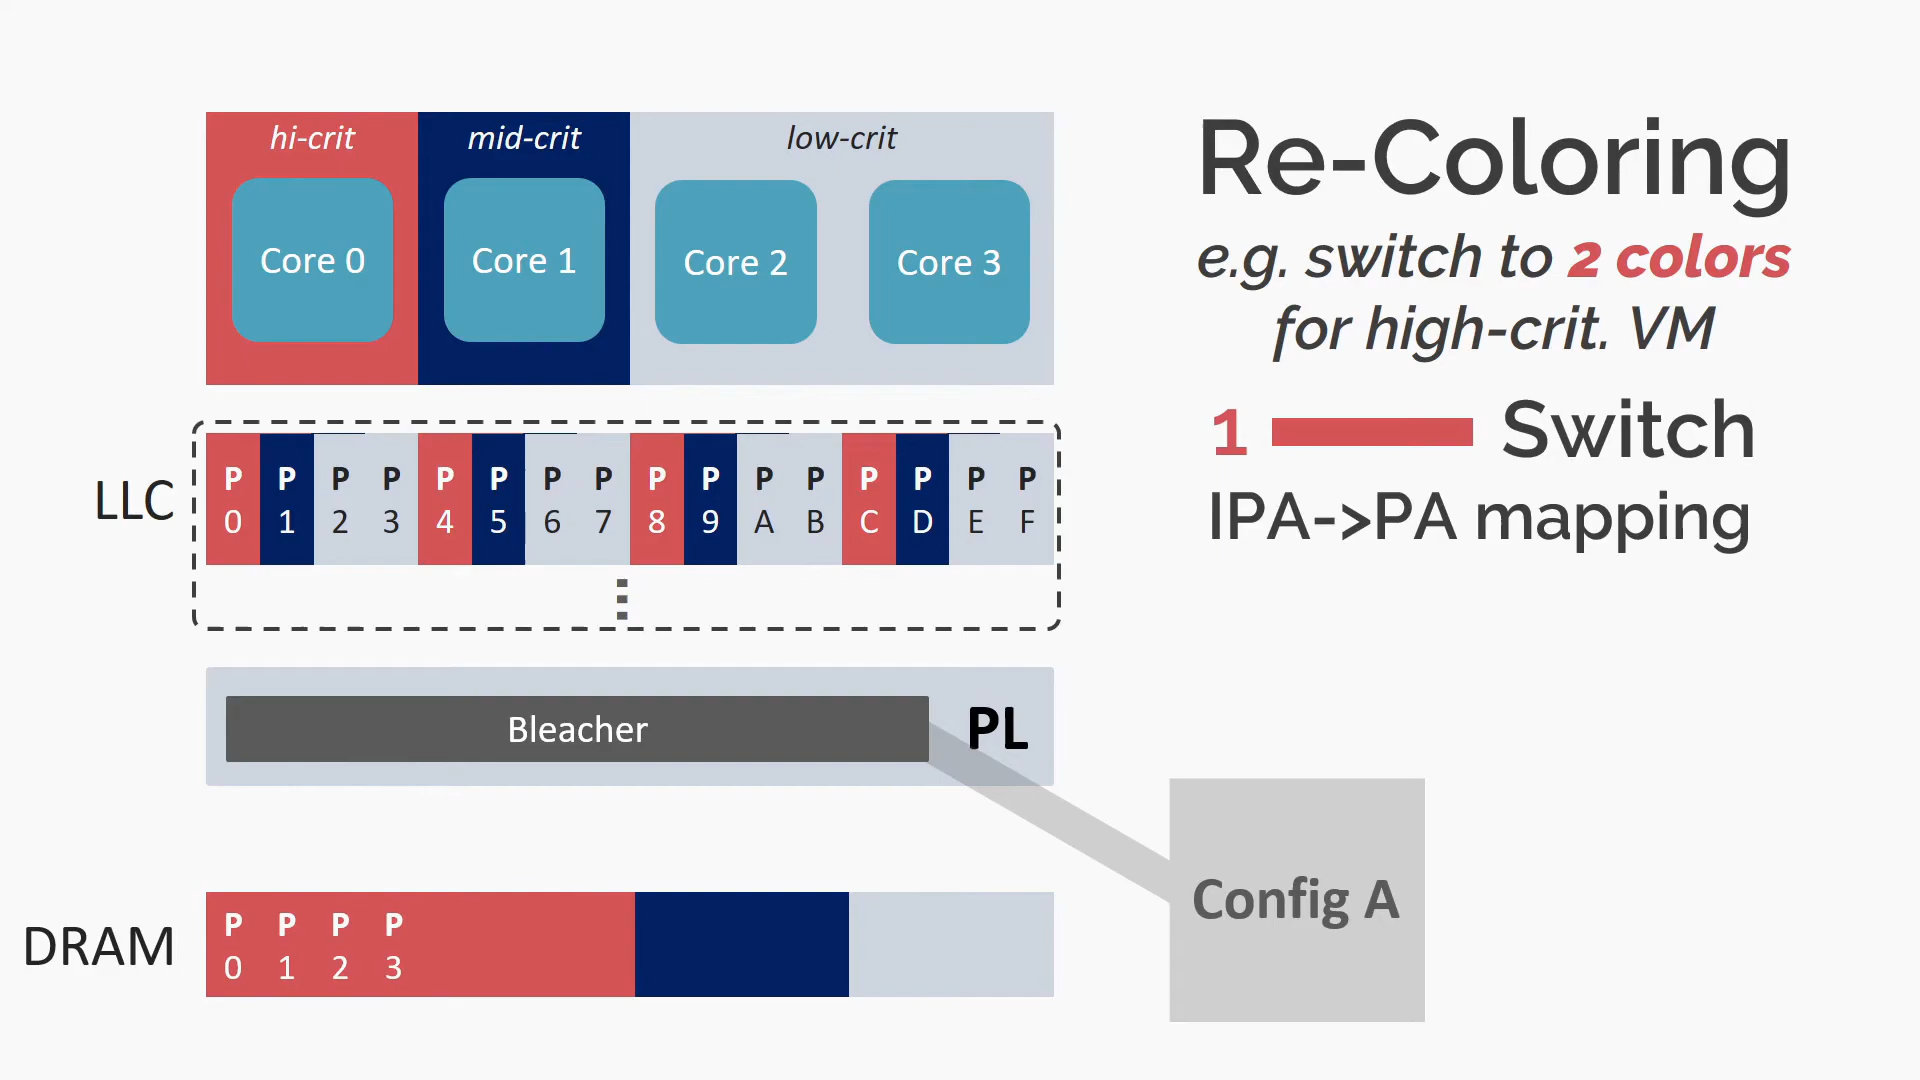 hi-crit mid-crit low-crit
Core 0 Core 1 Core 2 Core 3
LLC
P P P P P P P P P P P P P P P P
0 1 2 3 4 5 6 7 8 9 A B C D E F
Bleacher PL
DRAM
P P P P
0 1 2 3
Re-Coloring
e.g. switch to 2 colors
for high-crit. VM
1 Switch
IPA->PA mapping
Config A